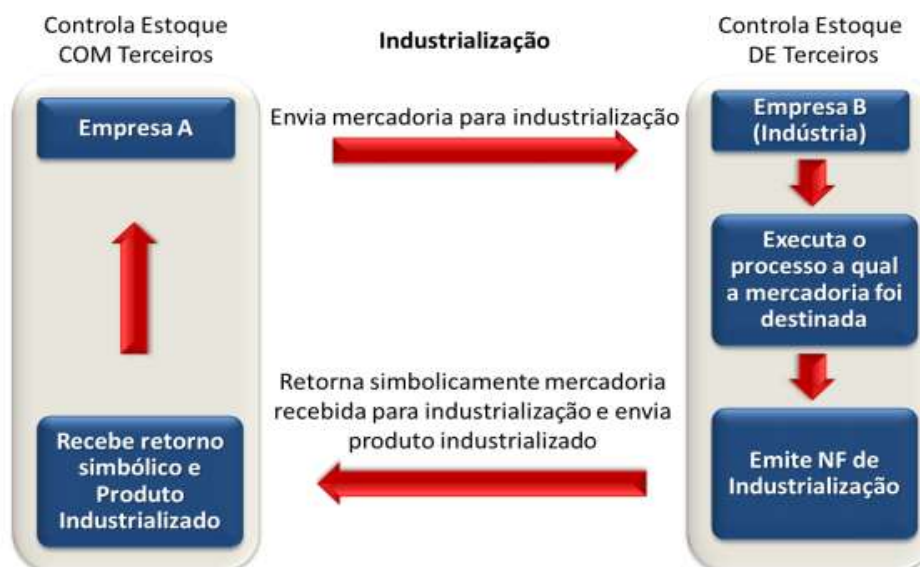 Controla Estoque
COM Terceiros
Industrialização
Controla Estoque
DE Terceiros
Empresa A
Envia mercadoria para industrialização
Empresa B
(Indústria)
Executa o
processo a qual
a mercadoria foi
destinada
Retorna simbolicamente mercadoria
recebida para industrialização e envia
produto industrializado
Recebe retorno
simbólico e
Produto
Industrializado
Emite NF de
Industrialização